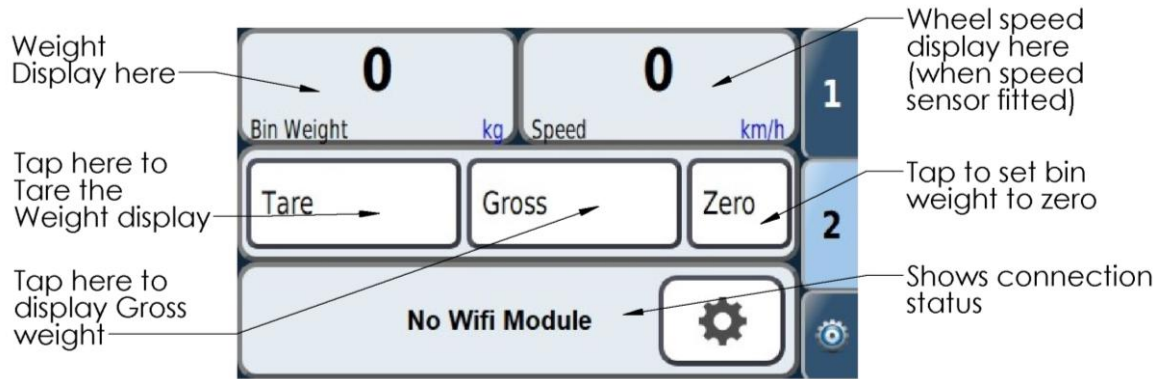 Weight
Display here
0
Bin Weight kg
0
Speed km/h
Wheel speed
display here
(when speed
sensor fitted)
1
Tap here to
Tare the
Weight display
Tare
Gross
Zero
Tap to set bin
weight to zero
2
Tap here to
display Gross
weight
No Wifi Module
Shows connection
status